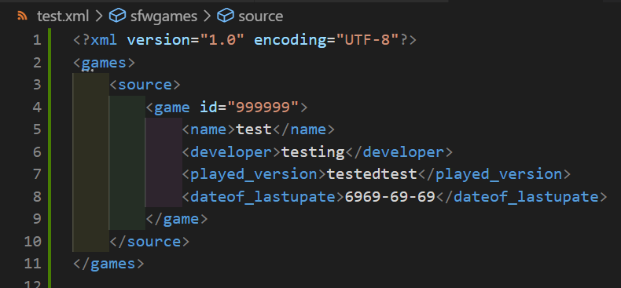 test.xml > sfwgames > source
1 <?xml version="1.0" encoding="UTF-8"?>
2 <games>
3 <source>
4 <game id="999999">
5 <name>test</name>
6 <developer>testing</developer>
7 <played_version>testedtest</played_version>
8 <dateof_lastupate>6969-69-69</dateof_lastupate>
9 </game>
10 </source>
11 </games>
12